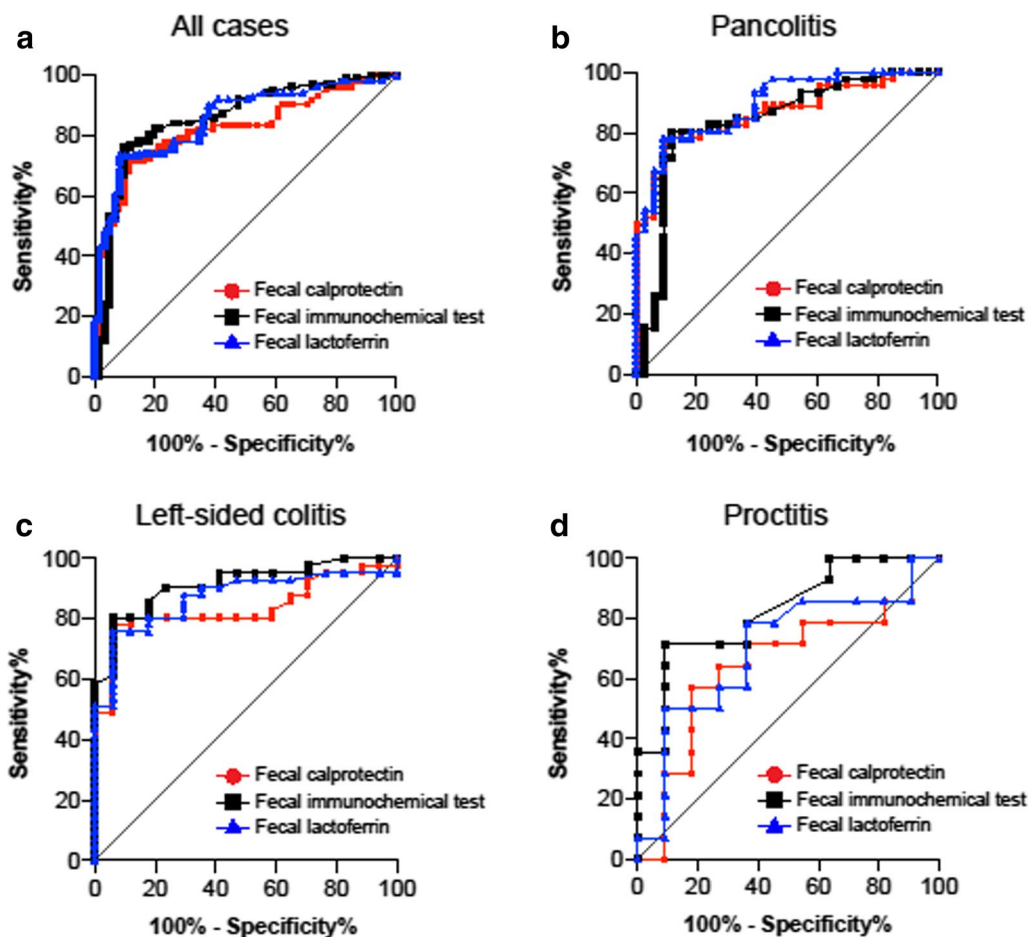 a
All cases
Sensitivity%
100
80
60
40
20
0
Fecal calprotectin
Fecal immunochemical test
Fecal lactoferrin
0 20 40 60 80 100
100% - Specificity%
b
Pancolitis
Sensitivity%
100
80
60
40
20
0
Fecal calprotectin
Fecal immunochemical test
Fecal lactoferrin
0 20 40 60 80 100
100% - Specificity%
c
Left-sided colitis
Sensitivity%
100
80
60
40
20
0
Fecal calprotectin
Fecal immunochemical test
Fecal lactoferrin
0 20 40 60 80 100
100% - Specificity%
d
Proctitis
Sensitivity%
100
80
60
40
20
0
Fecal calprotectin
Fecal immunochemical test
Fecal lactoferrin
0 20 40 60 80 100
100% - Specificity%